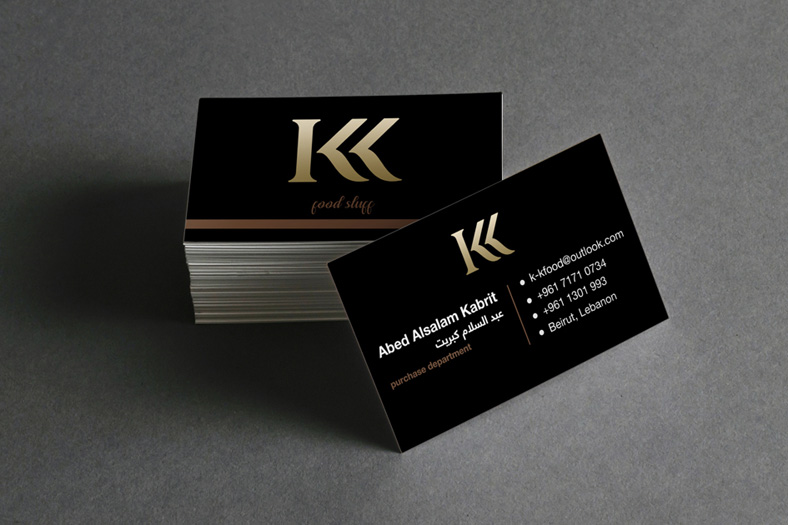 KK
food stuff
KK
Abed Alsalam Kabrit
عبد السلام كبريت
purchase department
k-kfood@outlook.com
+961 7171 0734
+961 1301 993
Beirut, Lebanon